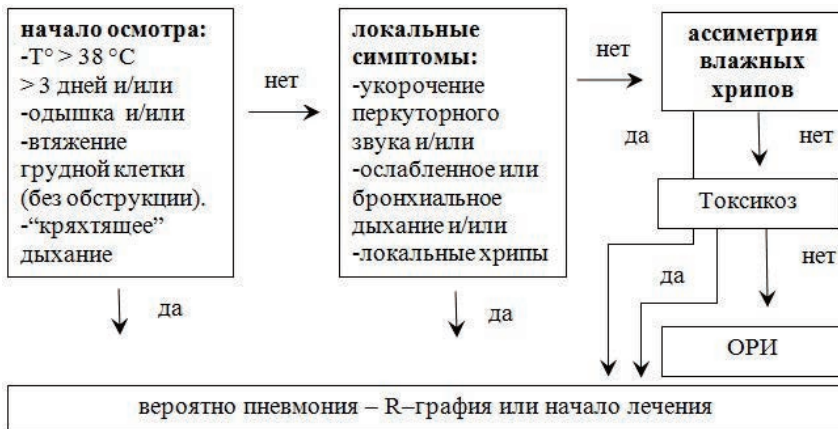 начало осмотра:
-T° > 38 °C
> 3 дней и/или
-одышка и/или
-втяжение
грудной клетки
(без обструкции).
-“кряхтящее”
дыхание
нет
да
локальные
симптомы:
-укорочение
перкуторного
звука и/или
-ослабленное или
бронхиальное
дыхание и/или
-локальные хрипы
нет
да
ассиметрия
влажных
хрипов
да
нет
Токсикоз
да
нет
ОРИ
вероятно пневмония – R–графия или начало лечения